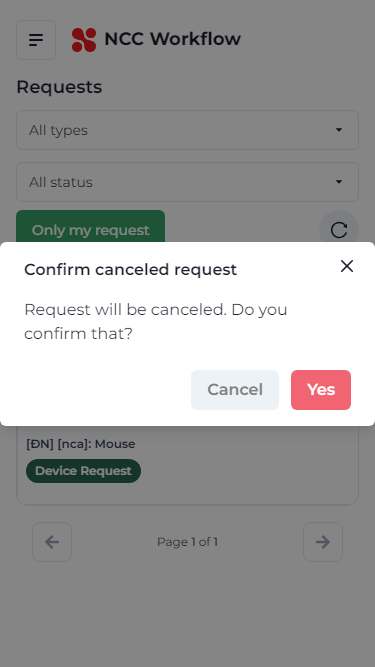 NCC Workflow
Requests
All types
All status
Only my request
Confirm canceled request
Request will be canceled. Do you
confirm that?
Cancel
Yes
[ĐN] [nca]: Mouse
Device Request
Page 1 of 1